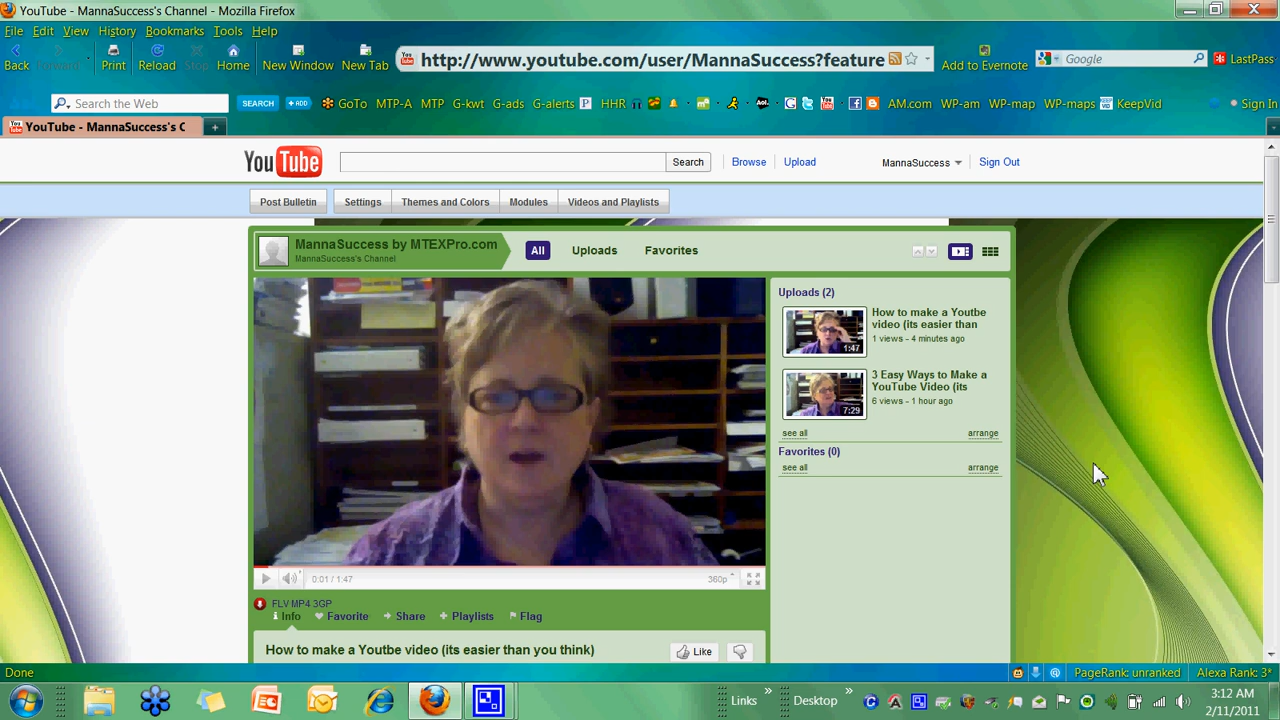 YouTube - MannaSuccess's Channel - Mozilla Firefox
File Edit View History Bookmarks Tools Help
Back Forward Print Reload Stop Home New Window New Tab http://www.youtube.com/user/MannaSuccess?feature Add to Evernote Google LastPass
Search the Web SEARCH +ADD GoTo MTP-A MTP G-kwt G-ads G-alerts HHR AM.com WP-am WP-map WP-maps KeepVid Sign In
YouTube - MannaSuccess's C
YouTube Search Browse Upload MannaSuccess Sign Out
Post Bulletin Settings Themes and Colors Modules Videos and Playlists
MannaSuccess by MTEXPro.com All Uploads Favorites
MannaSuccess's Channel
Uploads (2)
How to make a Youtbe
video (its easier than
1 views - 4 minutes ago
1:47
3 Easy Ways to Make a
YouTube Video (its
6 views - 1 hour ago
7:29
see all arrange
Favorites (0)
see all arrange
0:01 / 1:47 360p
FLV MP4 3GP
Info Favorite Share Playlists Flag
How to make a Youtbe video (its easier than you think) Like
Done PageRank: unranked Alexa Rank: 3*
Links Desktop 3:12 AM
2/11/2011